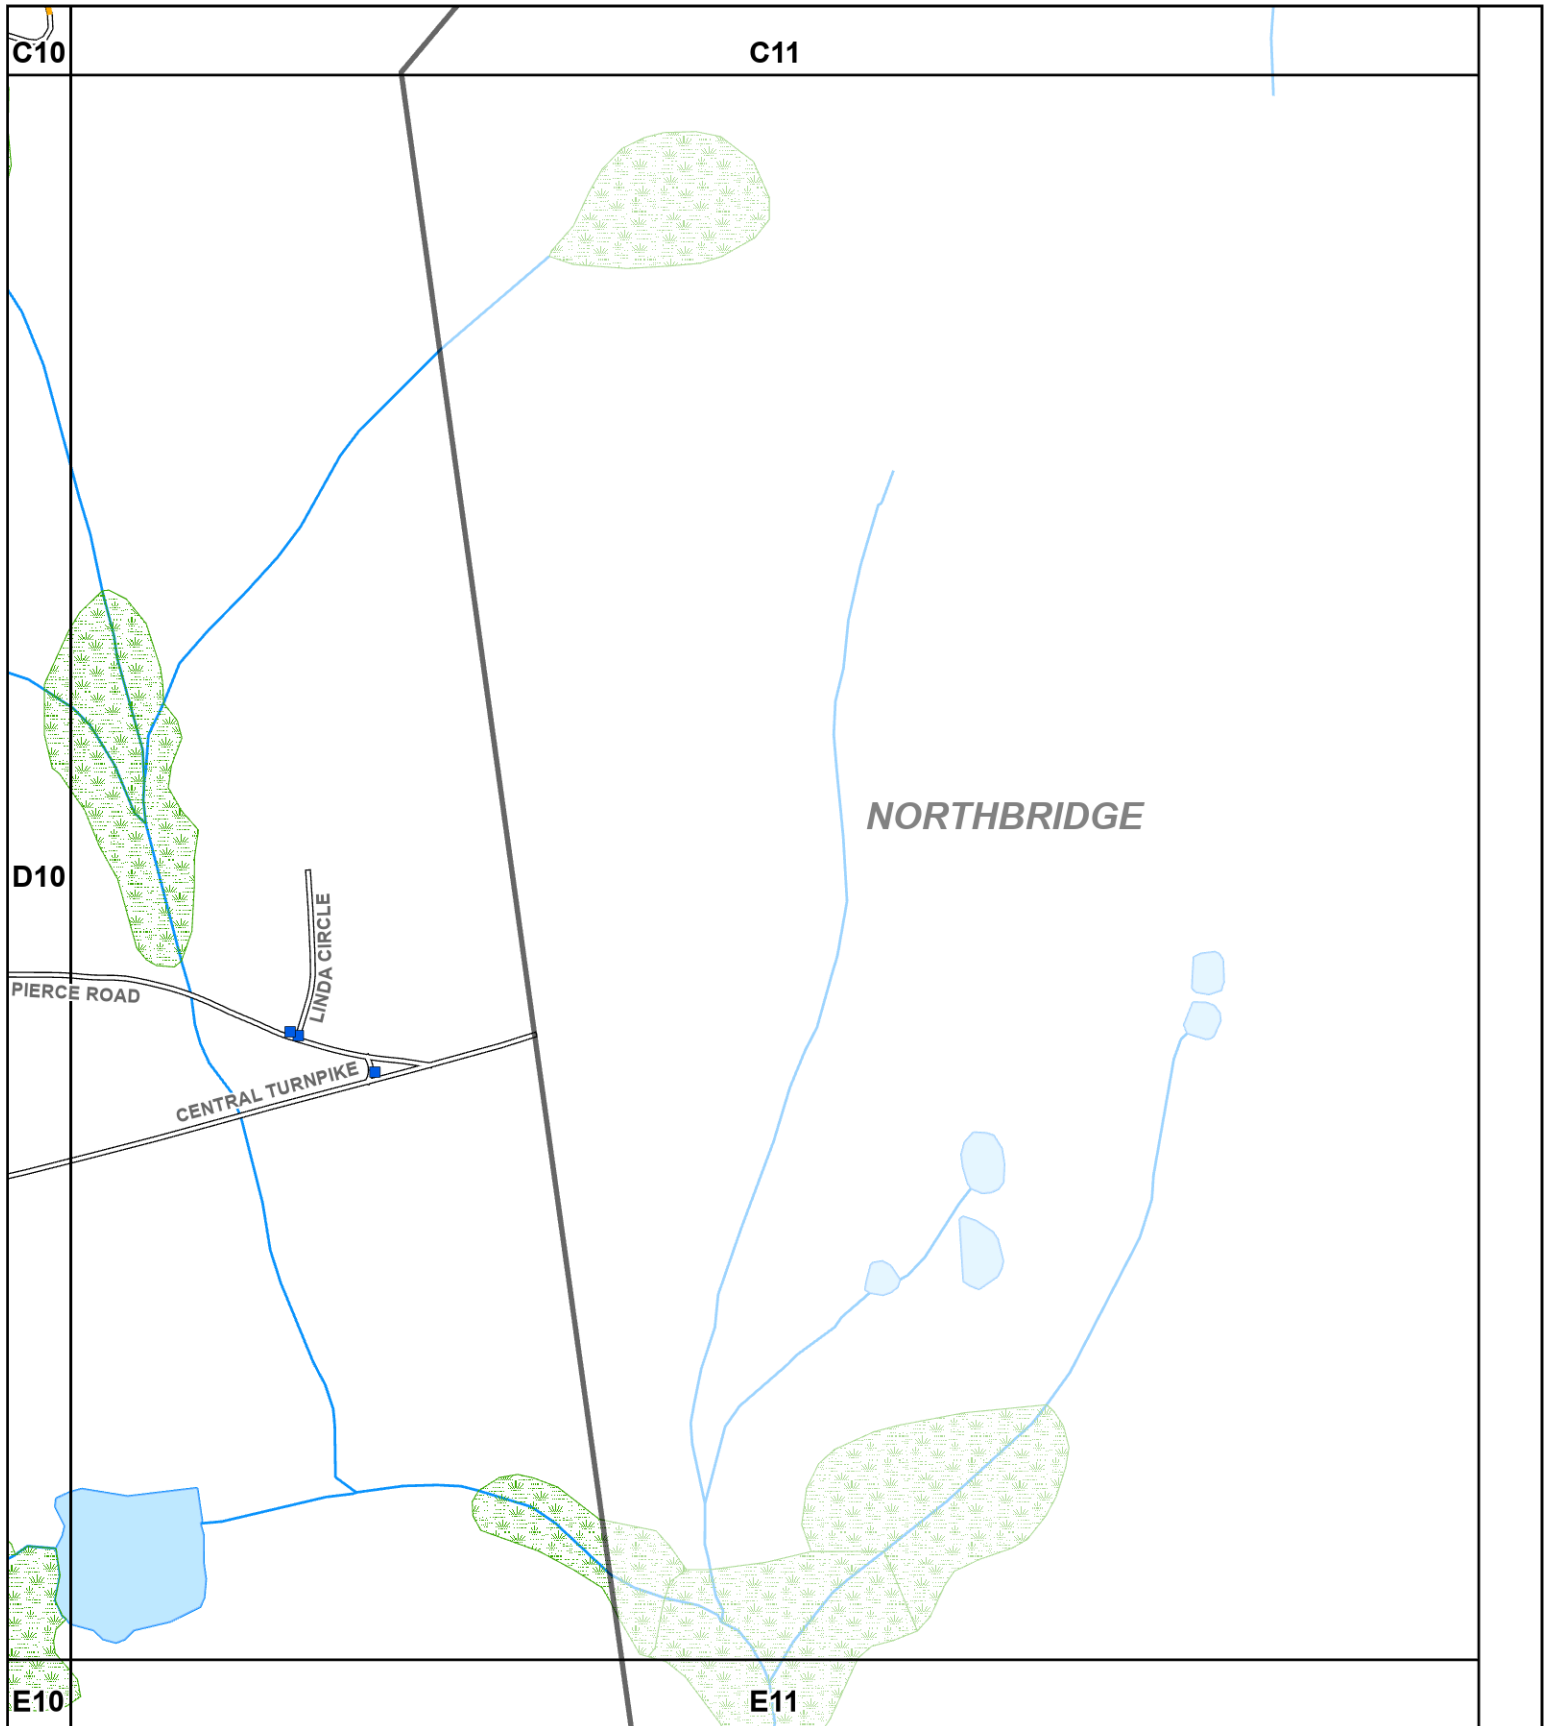 C10
C11
NORTHBRIDGE
D10
LINDA CIRCLE
PIERCE ROAD
CENTRAL TURNPIKE
E10
E11